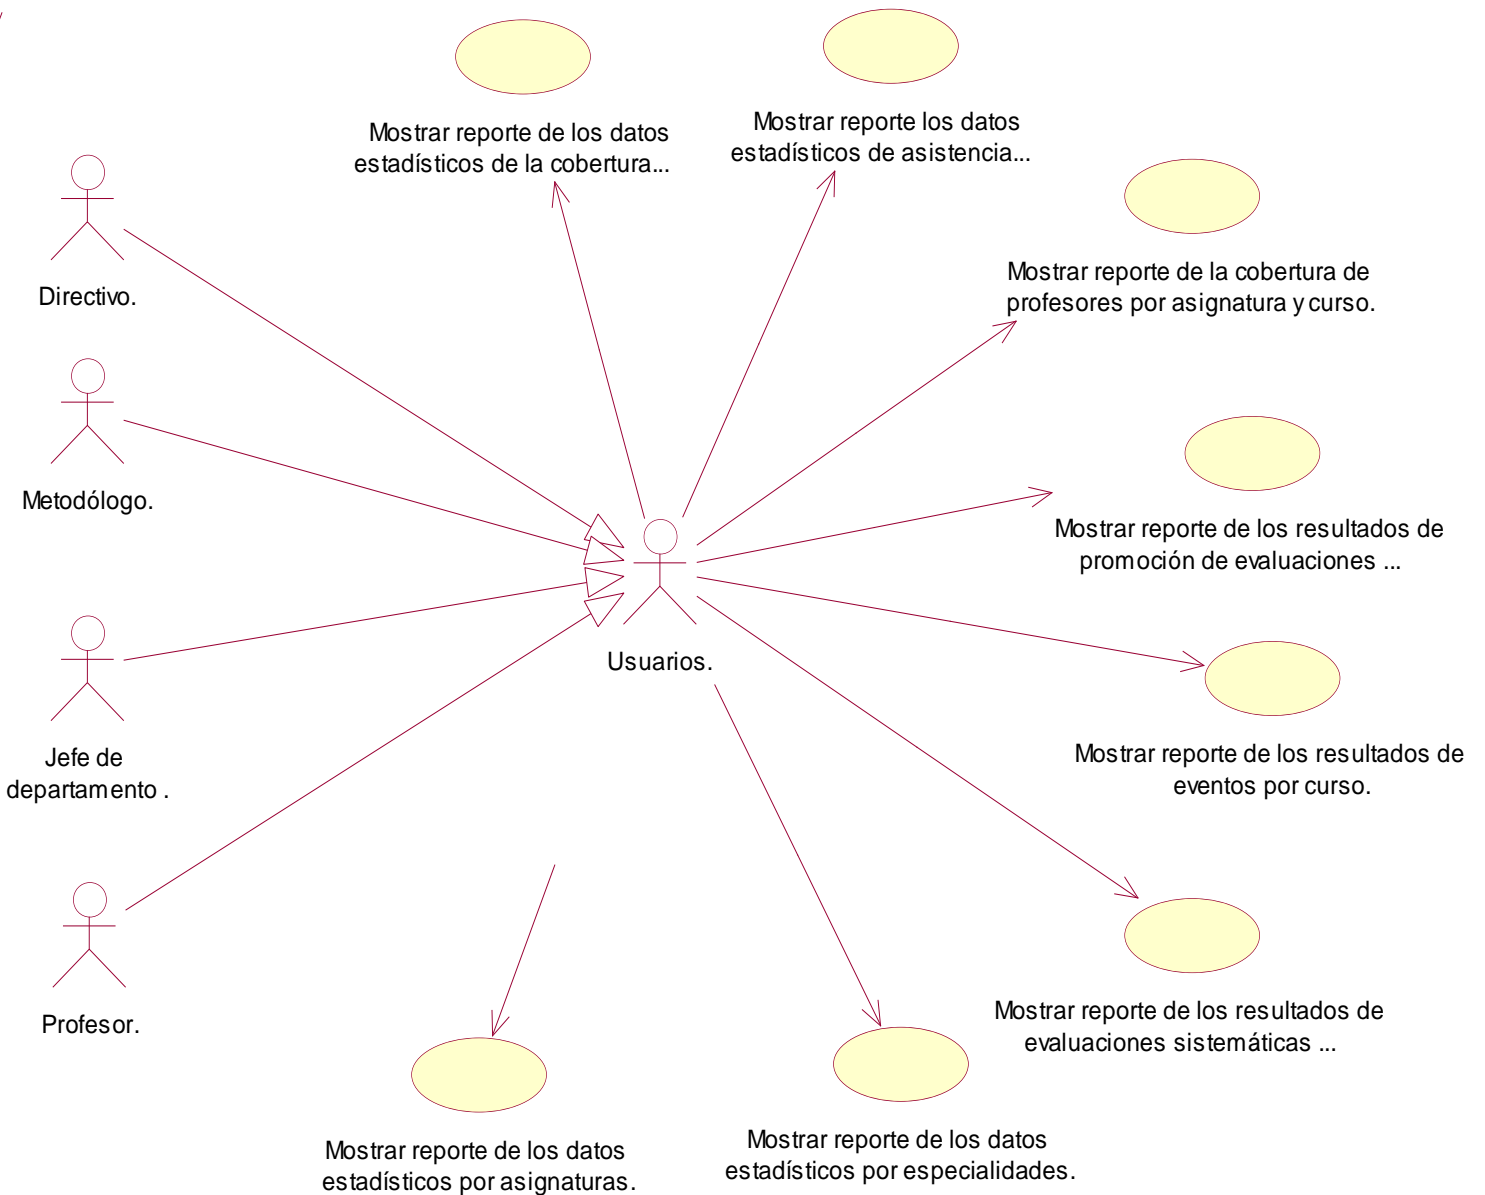 Mostrar reporte de los datos
estadísticos de la cobertura...
Mostrar reporte los datos
estadísticos de asistencia...
Directivo.
Mostrar reporte de la cobertura de
profesores por asignatura y curso.
Metodólogo.
Mostrar reporte de los resultados de
promoción de evaluaciones ...
Usuarios.
Jefe de
departamento .
Mostrar reporte de los resultados de
eventos por curso.
Profesor.
Mostrar reporte de los resultados de
evaluaciones sistemáticas ...
Mostrar reporte de los datos
estadísticos por asignaturas.
Mostrar reporte de los datos
estadísticos por especialidades.